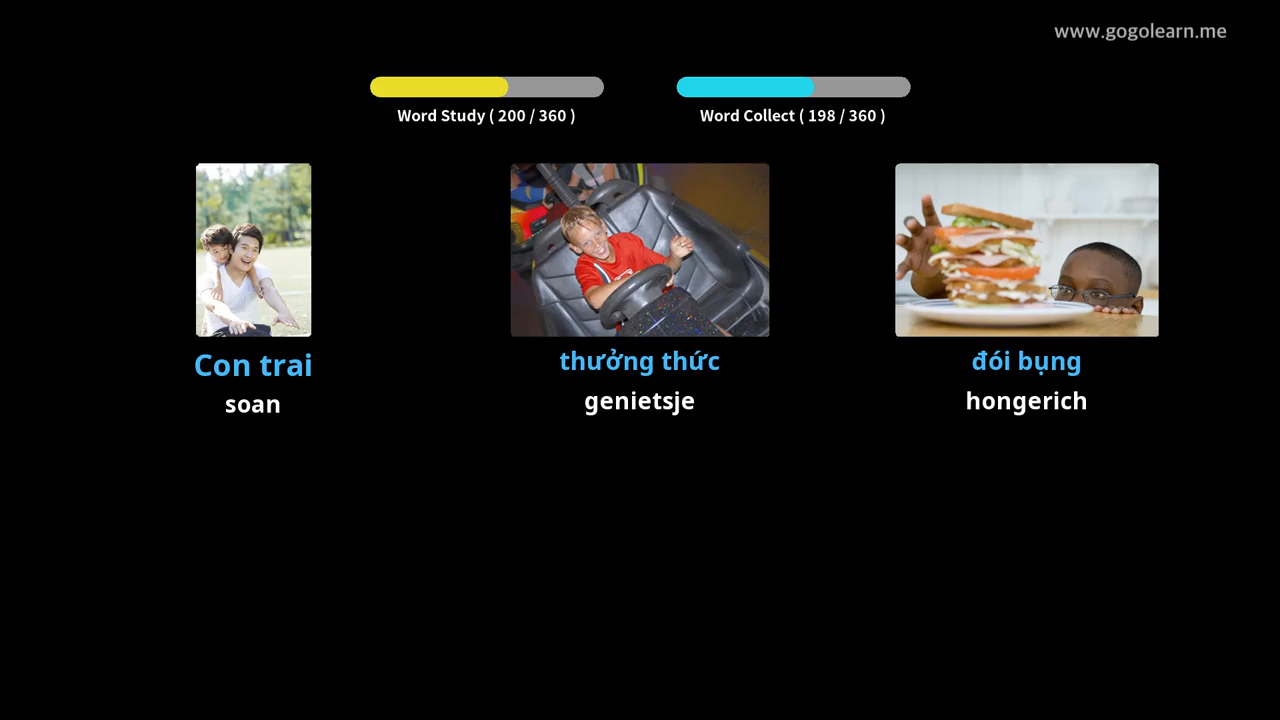 www.gogolearn.me
Word Study ( 200 / 360 )
Word Collect ( 198 / 360 )
Con trai
soan
thưởng thức
genietsje
đói bụng
hongerich